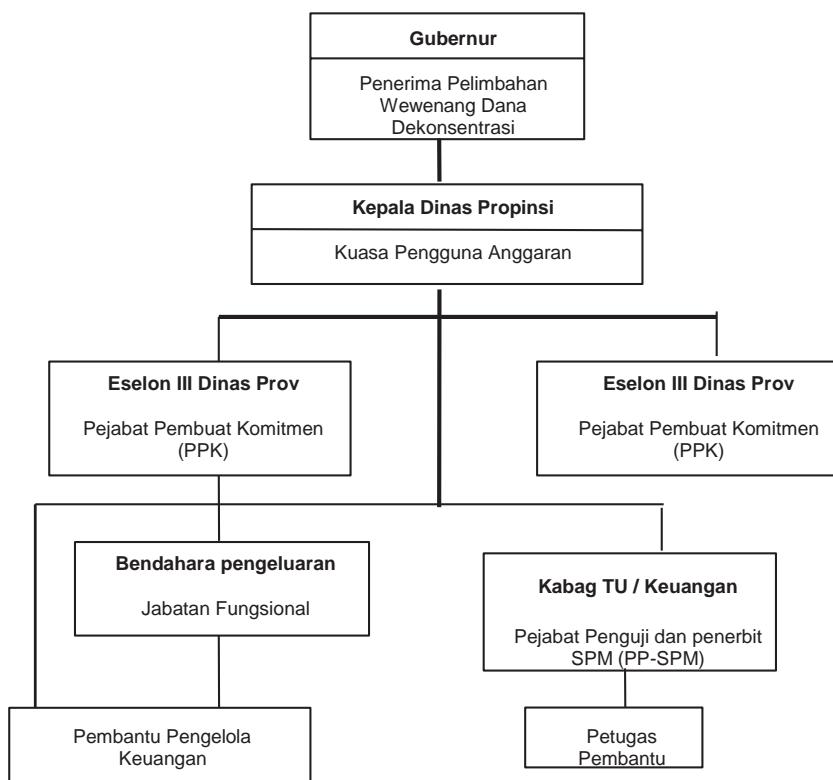 Gubernur
Penerima Pelimbahan
Wewenang Dana
Dekonsentrasi
Kepala Dinas Propinsi
Kuasa Pengguna Anggaran
Eselon III Dinas Prov
Pejabat Pembuat Komitmen
(PPK)
Eselon III Dinas Prov
Pejabat Pembuat Komitmen
(PPK)
Bendahara pengeluaran
Jabatan Fungsional
Kabag TU / Keuangan
Pejabat Penguji dan penerbit
SPM (PP-SPM)
Pembantu Pengelola
Keuangan
Petugas
Pembantu